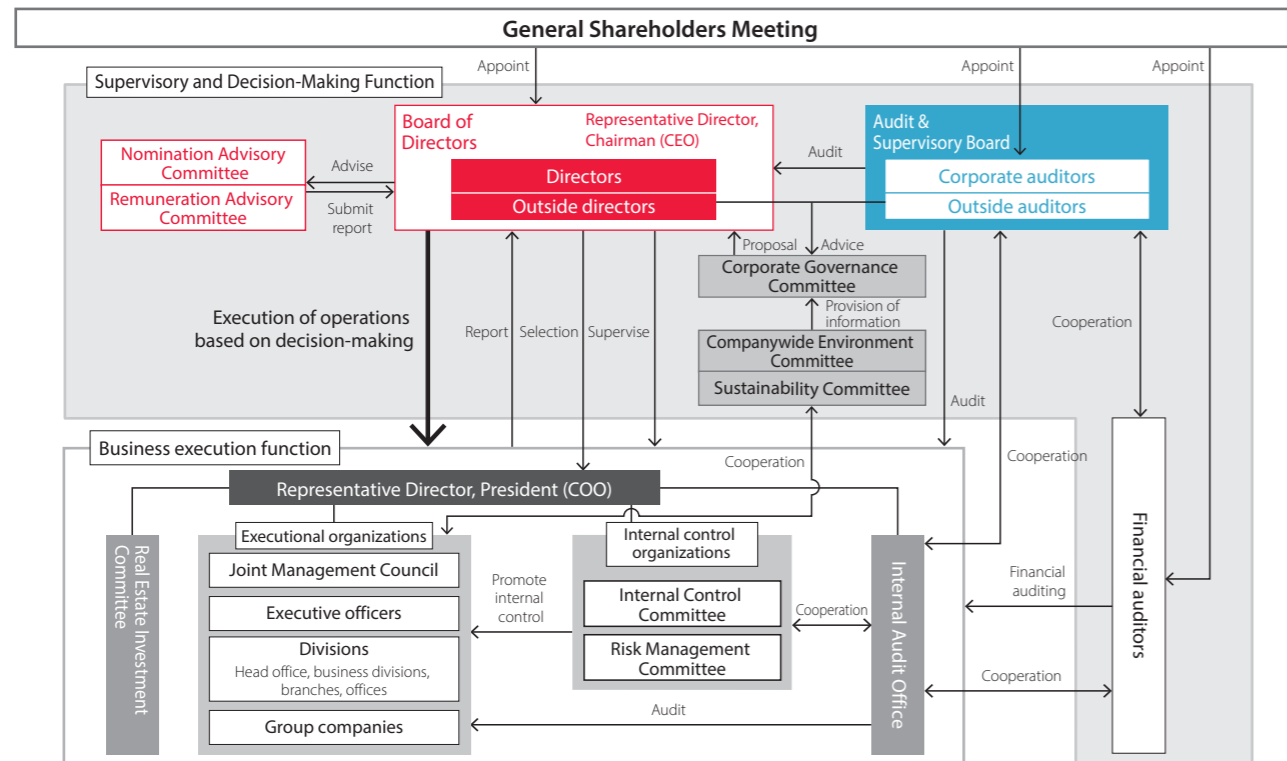 General Shareholders Meeting
Appoint
Appoint
Appoint
Supervisory and Decision-Making Function
Board of
Directors
Representative Director,
Chairman (CEO)
Directors
Outside directors
Audit &
Supervisory Board
Corporate auditors
Outside auditors
Audit
Nomination Advisory
Committee
Remuneration Advisory
Committee
Advise
Submit
report
Proposal
Advice
Corporate Governance
Committee
Provision of
information
Companywide Environment
Committee
Sustainability Committee
Execution of operations
based on decision-making
Report
Selection
Supervise
Cooperation
Audit
Business execution function
Cooperation
Cooperation
Representative Director, President (COO)
Real Estate Investment
Committee
Executional organizations
Joint Management Council
Executive officers
Divisions
Head office, business divisions,
branches, offices
Group companies
Promote
internal
control
Internal control
organizations
Internal Control
Committee
Risk Management
Committee
Cooperation
Internal Audit Office
Audit
Financial
auditing
Cooperation
Financial auditors